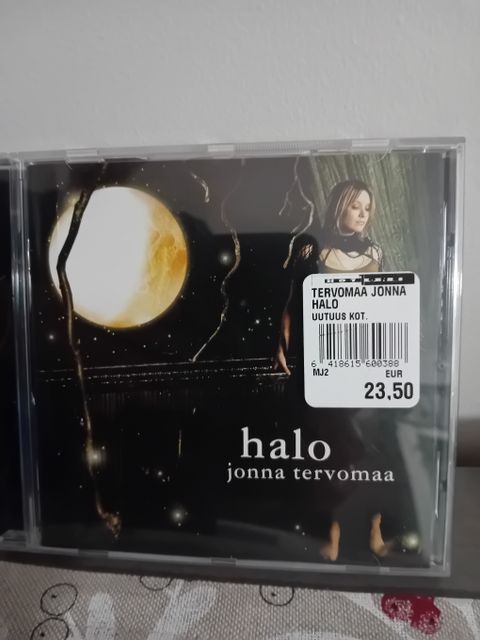 TERVOMAA JONNA
HALO
UUTUUS KOT.
6 418615 600388
MJ2 EUR
23,50
halo
jonna tervomaa